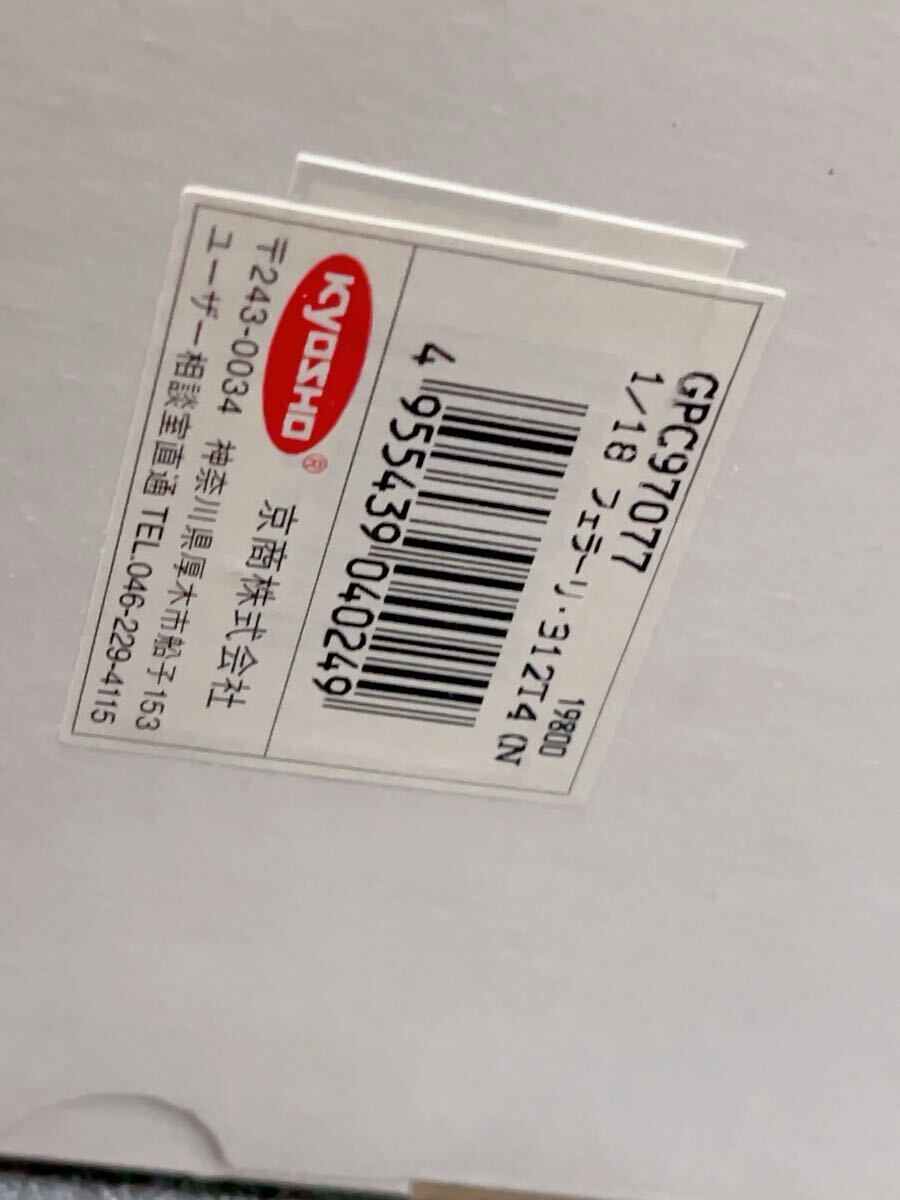 GPC97077
1/18 フェラーリ・312T4(N
19800
4 955439 040249
KYOSHO®
京商株式会社
〒243-0034 神奈川県厚木市船子153
ユーザー相談室直通 TEL.046-229-4115